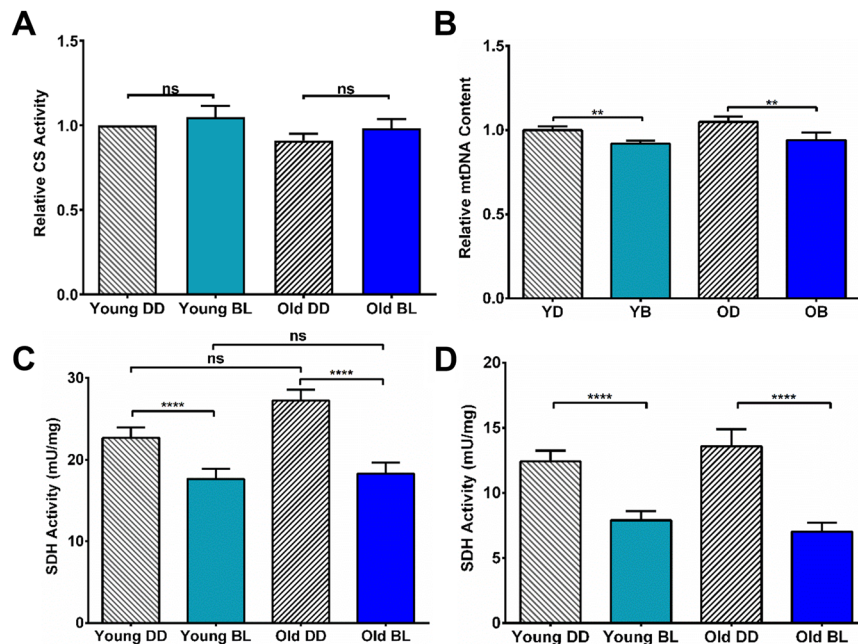 A
Relative CS Activity
1.5
1.0
0.5
0.0
ns
ns
Young DD Young BL Old DD Old BL
B
Relative mtDNA Content
1.5
1.0
0.5
0.0
**
**
YD YB OD OB
C
SDH Activity (mU/mg)
30
20
10
0
ns
ns
****
****
Young DD Young BL Old DD Old BL
D
SDH Activity (mU/mg)
20
15
10
5
0
****
****
Young DD Young BL Old DD Old BL